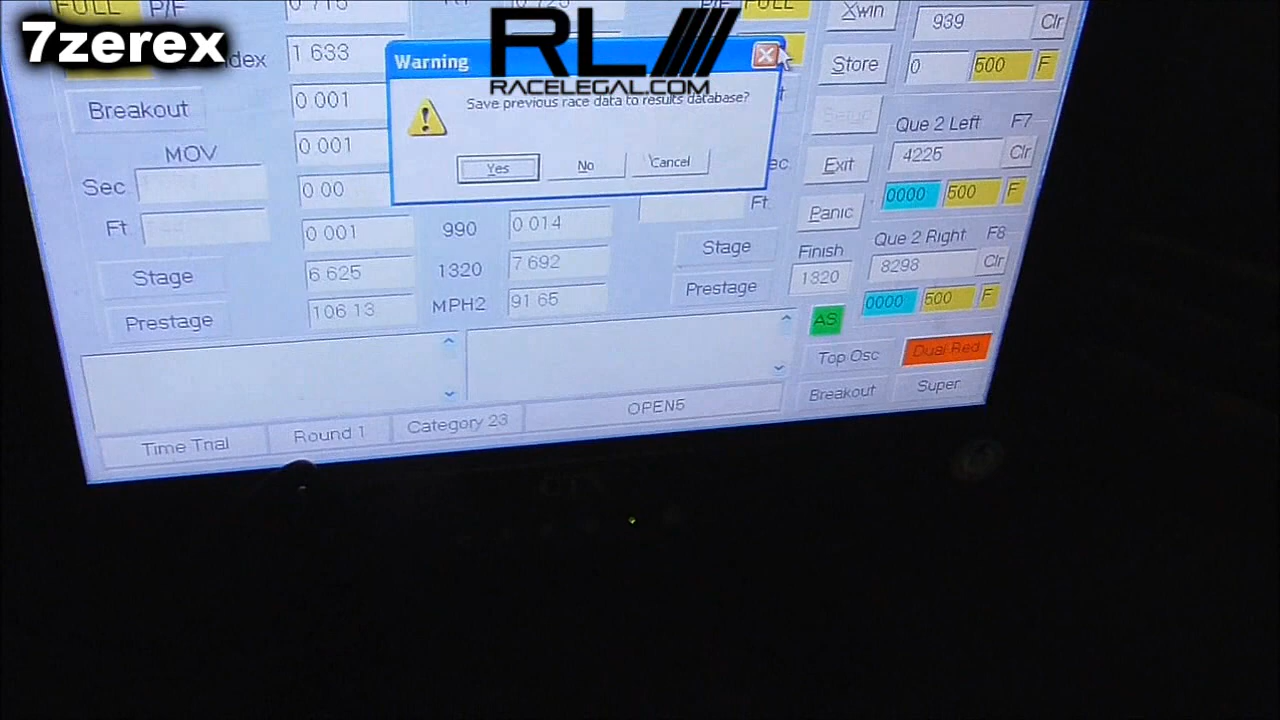 7zerex
RL
RACELEGAL.COM
FULL P/F 0 715
FULL
Xwin
939 Clr
1 633
Warning
Store
0 500 F
Save previous race data to results database?
Breakout
0 001
Que 2 Left F7
MOV
0 001
Yes No Cancel
Exit
4225 Clr
Sec
0 00
0000 500 F
Ft
0 001 990 0 014
Ft
Panic
Que 2 Right F8
Stage 6 625 1320 7 692 Stage
Finish
1320
8298 Clr
Prestage 106 13 MPH2 91 65 Prestage
0000 500 F
AS
Top Osc Dual Red
Breakout Super
Time Trial Round 1 Category 23 OPEN5